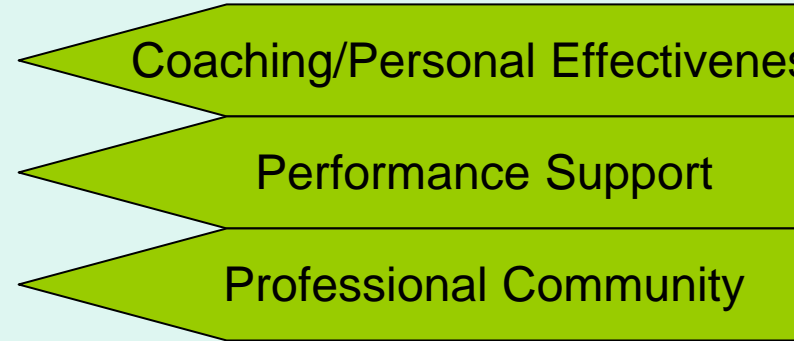 Coaching/Personal Effectivenes
Performance Support
Professional Community